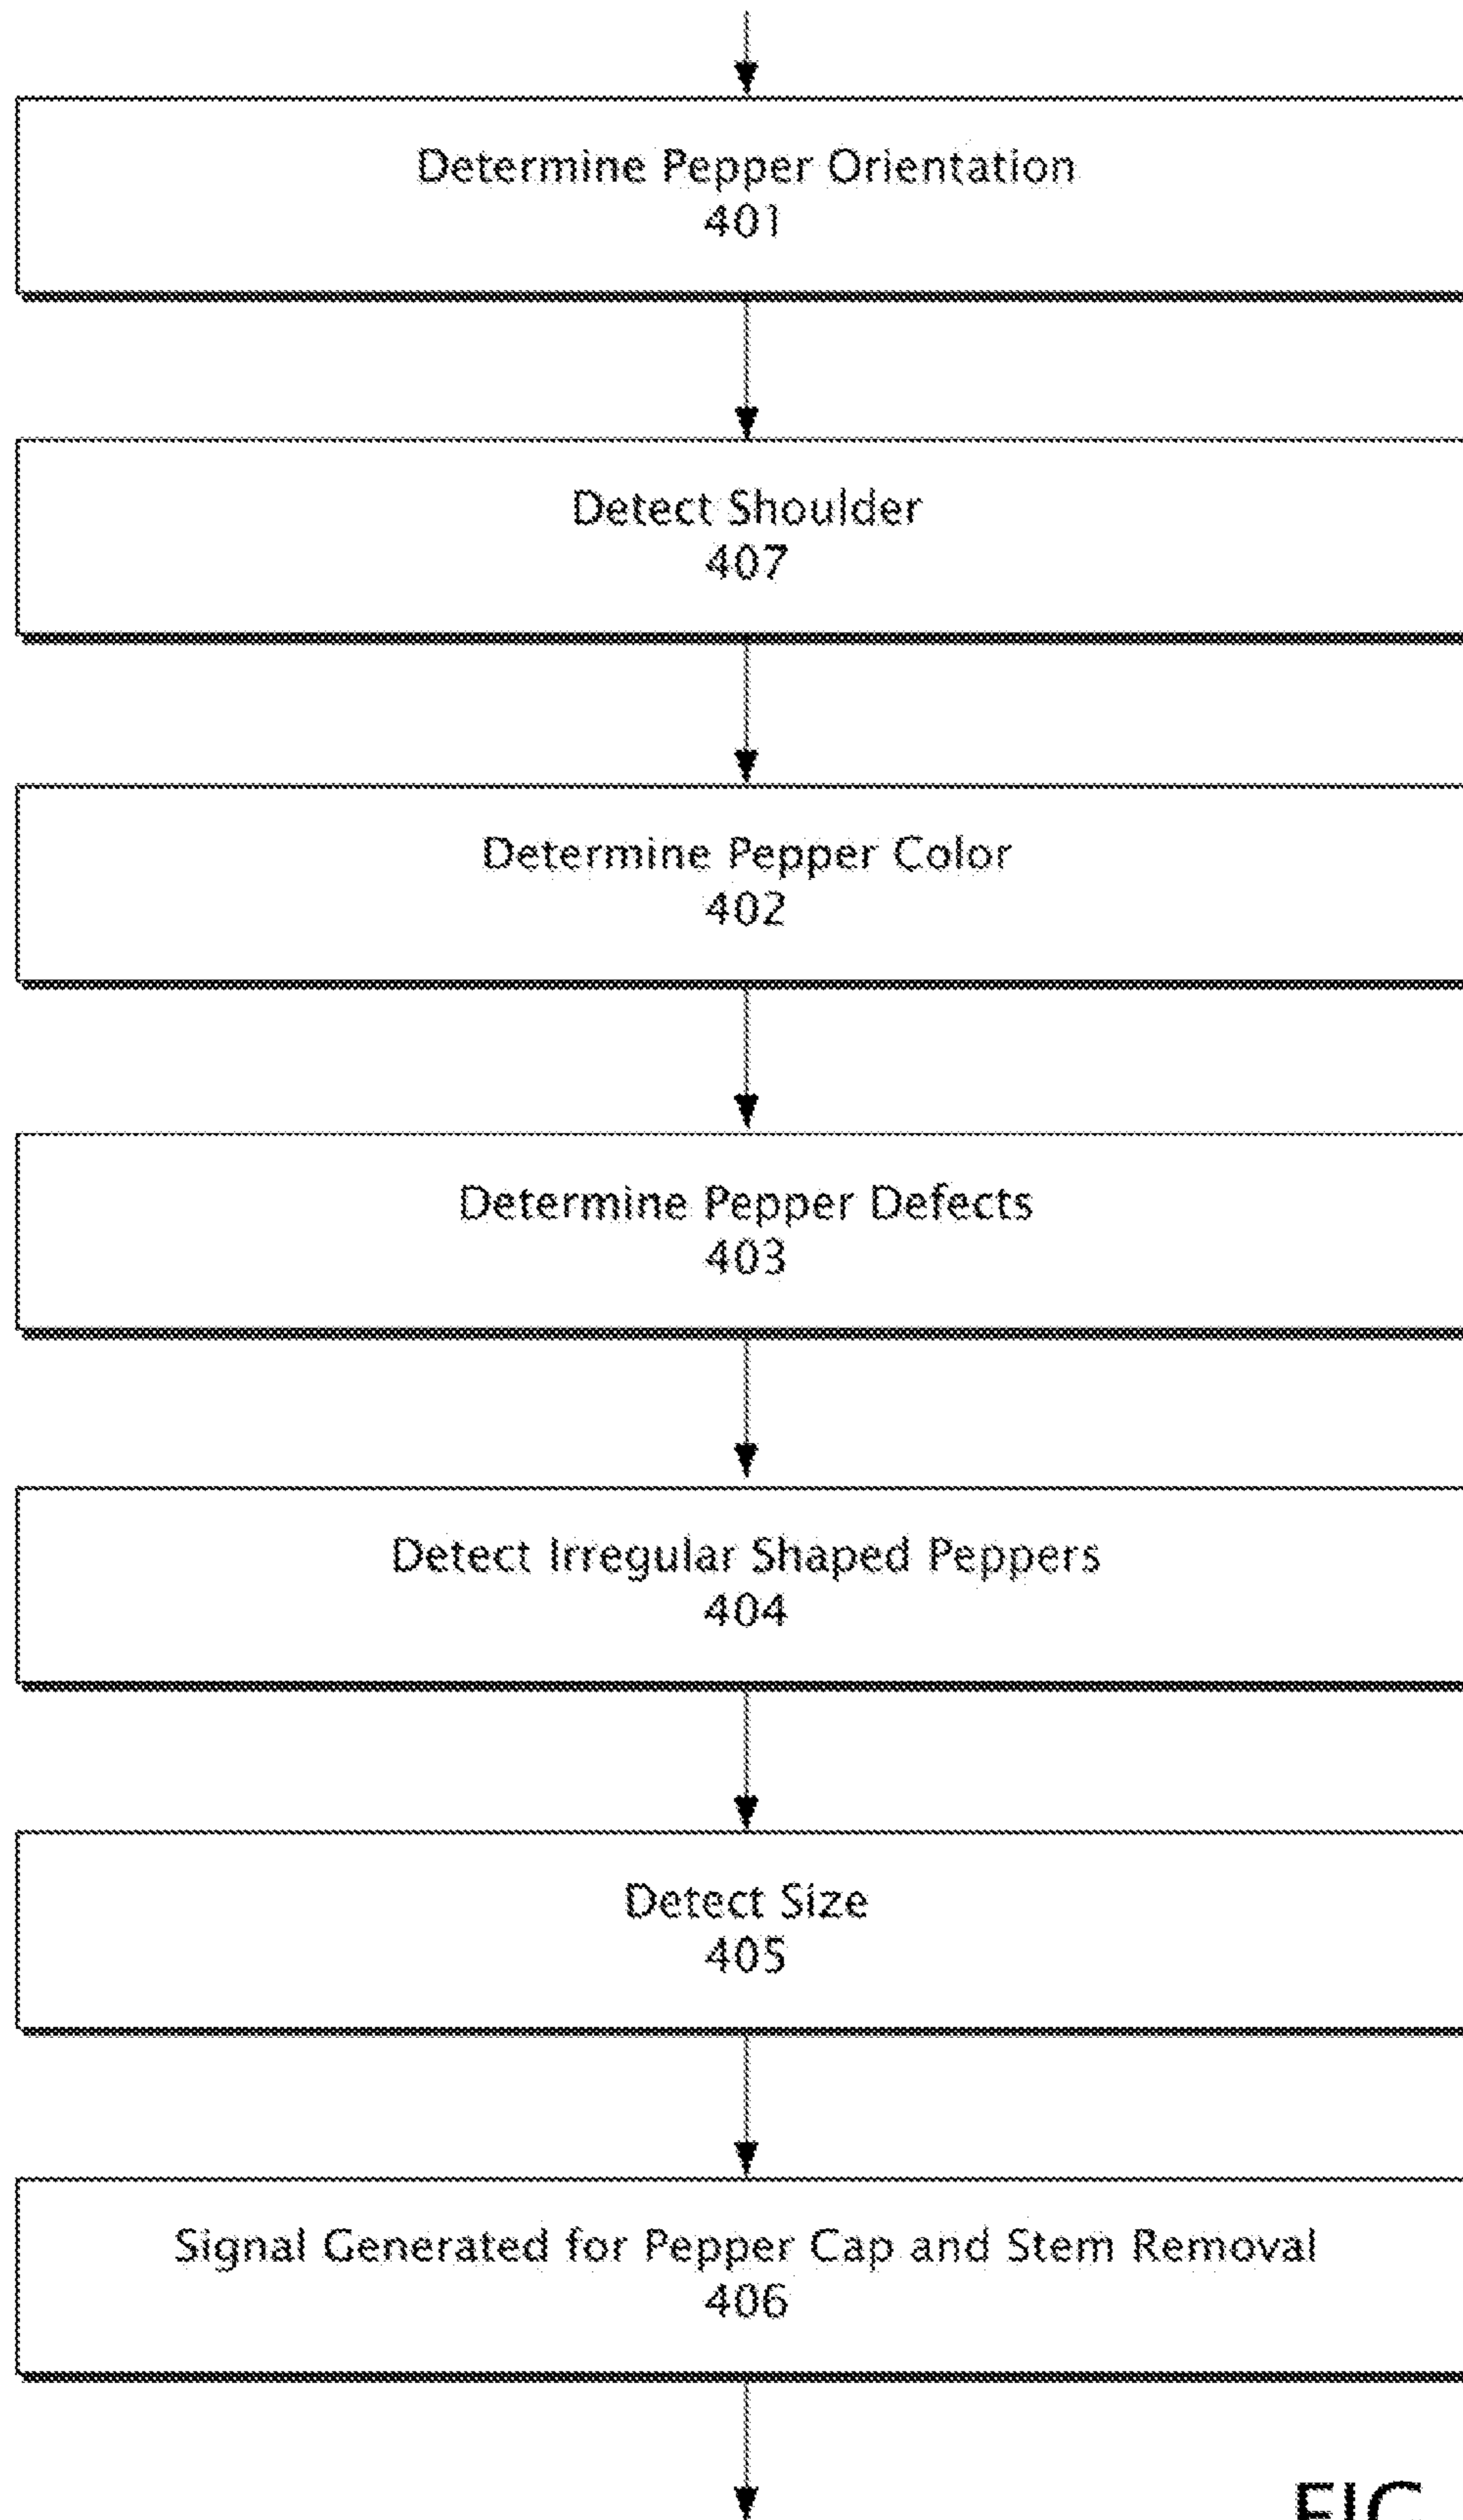 Determine Pepper Orientation
401
Detect Shoulder
407
Determine Pepper Color
402
Determine Pepper Defects
403
Detect Irregular Shaped Peppers
404
Detect Size
405
Signal Generated for Pepper Cap and Stem Removal
406
FIG